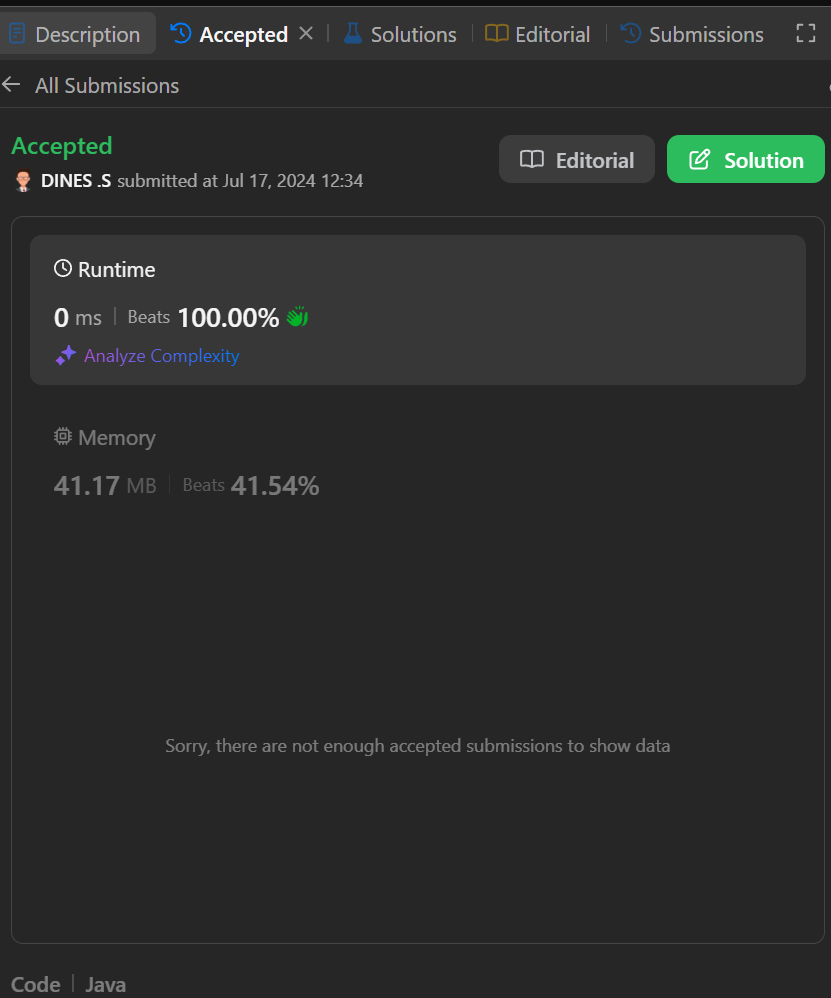 Description Accepted Solutions Editorial Submissions
All Submissions
Accepted
DINES .S submitted at Jul 17, 2024 12:34
Editorial Solution
Runtime
0 ms Beats 100.00%
Analyze Complexity
Memory
41.17 MB Beats 41.54%
Sorry, there are not enough accepted submissions to show data
Code Java